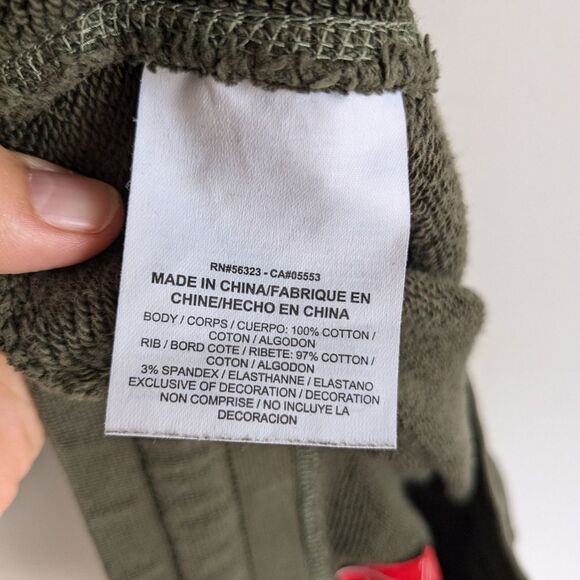 RN#56323 - CA#05553
MADE IN CHINA/FABRIQUE EN
CHINE/HECHO EN CHINA
BODY / CORPS / CUERPO: 100% COTTON /
COTON / ALGODON
RIB / BORD COTE / RIBETE: 97% COTTON /
COTON / ALGODON
3% SPANDEX / ELASTHANNE / ELASTANO
EXCLUSIVE OF DECORATION / DECORATION
NON COMPRISE / NO INCLUYE LA
DECORACION